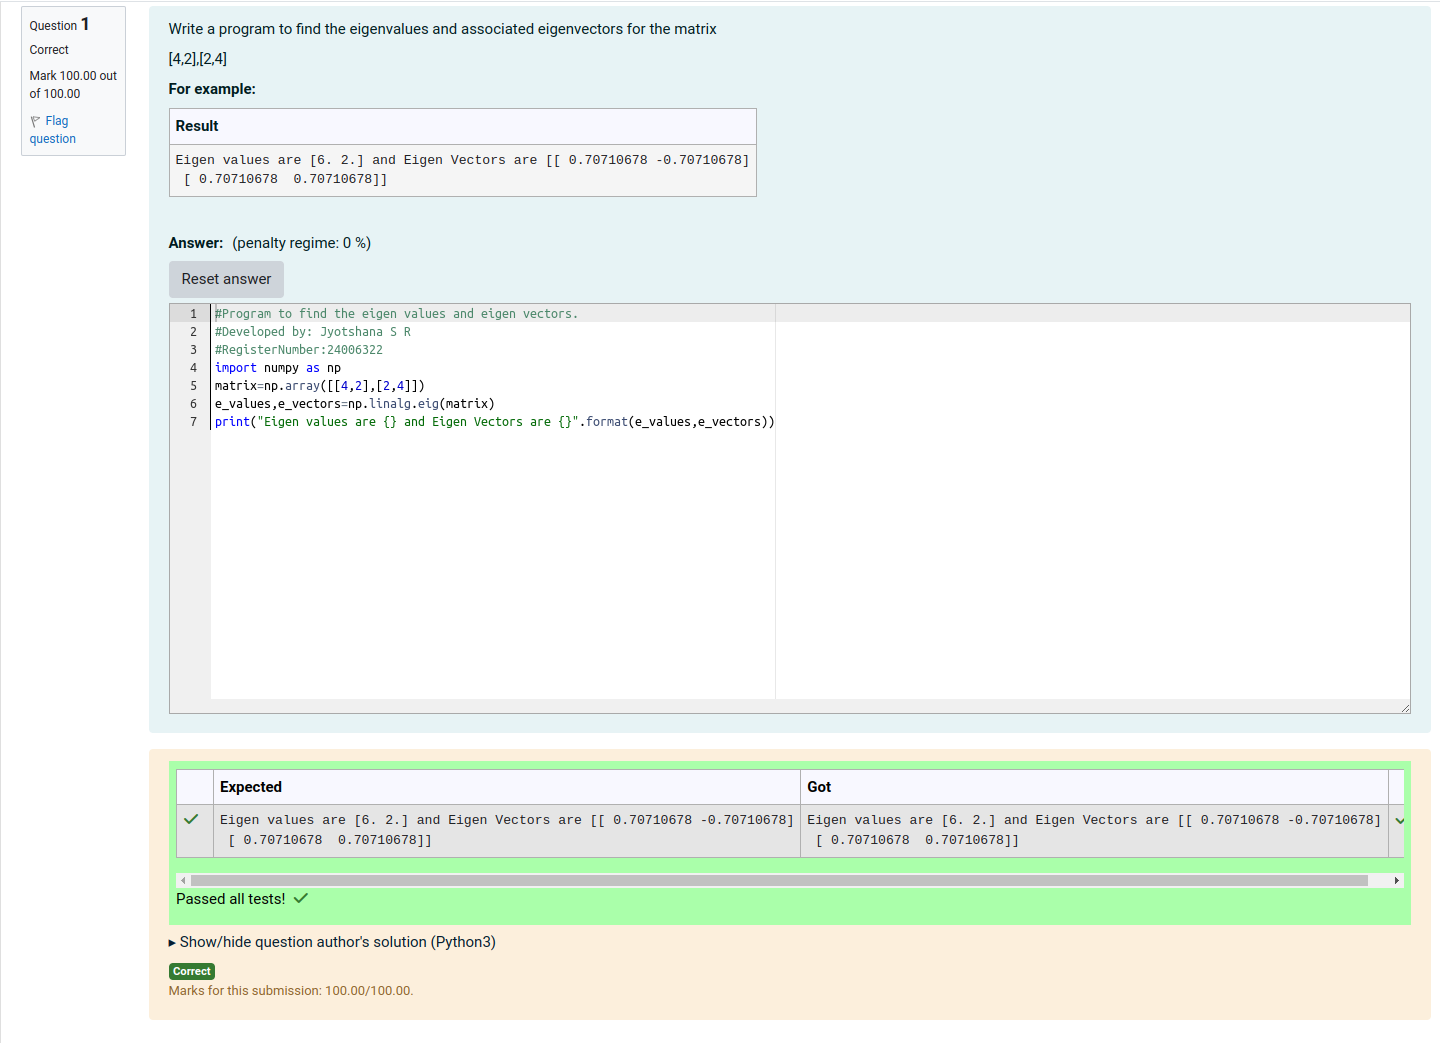 Question 1
Correct
Mark 100.00 out
of 100.00
Flag
question
Write a program to find the eigenvalues and associated eigenvectors for the matrix
[4,2],[2,4]
For example:
Result
Eigen values are [6. 2.] and Eigen Vectors are [[ 0.70710678 -0.70710678]
 [ 0.70710678  0.70710678]]
Answer: (penalty regime: 0 %)
Reset answer
1 #Program to find the eigen values and eigen vectors.
2 #Developed by: Jyotshana S R
3 #RegisterNumber:24006322
4 import numpy as np
5 matrix=np.array([[4,2],[2,4]])
6 e_values,e_vectors=np.linalg.eig(matrix)
7 print("Eigen values are {} and Eigen Vectors are {}".format(e_values,e_vectors))
Expected Got
Eigen values are [6. 2.] and Eigen Vectors are [[ 0.70710678 -0.70710678] Eigen values are [6. 2.] and Eigen Vectors are [[ 0.70710678 -0.70710678]
 [ 0.70710678  0.70710678]]  [ 0.70710678  0.70710678]]
Passed all tests!
Show/hide question author's solution (Python3)
Correct
Marks for this submission: 100.00/100.00.